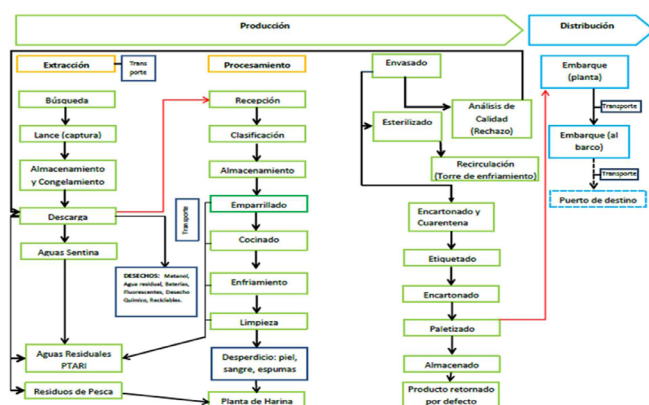 Producción
Distribución
Extracción
Trans
porte
Procesamiento
Búsqueda
Lance (captura)
Almacenamiento
y Congelamiento
Descarga
Aguas Sentina
DESECHOS: Metanol,
Agua residual, Baterías,
Fluorescentes, Desecho
Químico, Reciclables.
Aguas Residuales
PTARI
Residuos de Pesca
Recepción
Clasificación
Almacenamiento
Emparrillado
Transporte
Cocinado
Enfriamiento
Limpieza
Desperdicio: piel,
sangre, espumas
Planta de Harina
Envasado
Análisis de
Calidad
(Rechazo)
Esterilizado
Recirculación
(Torre de enfriamiento)
Encartonado y
Cuarentena
Etiquetado
Encartonado
Paletizado
Almacenado
Producto retornado
por defecto
Embarque
(planta)
Transporte
Embarque (al
barco)
Transporte
Puerto de destino